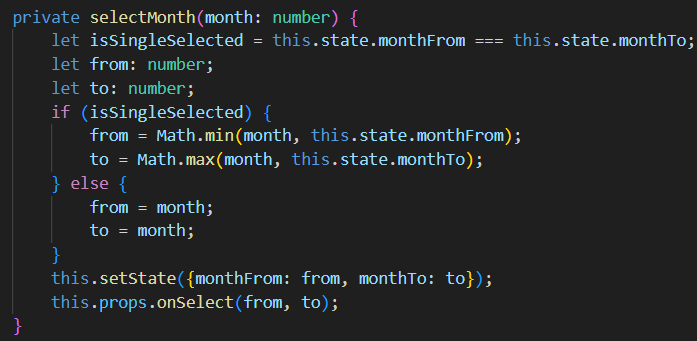 private selectMonth(month: number) {
    let isSingleSelected = this.state.monthFrom === this.state.monthTo;
    let from: number;
    let to: number;
    if (isSingleSelected) {
        from = Math.min(month, this.state.monthFrom);
        to = Math.max(month, this.state.monthTo);
    } else {
        from = month;
        to = month;
    }
    this.setState({monthFrom: from, monthTo: to});
    this.props.onSelect(from, to);
}